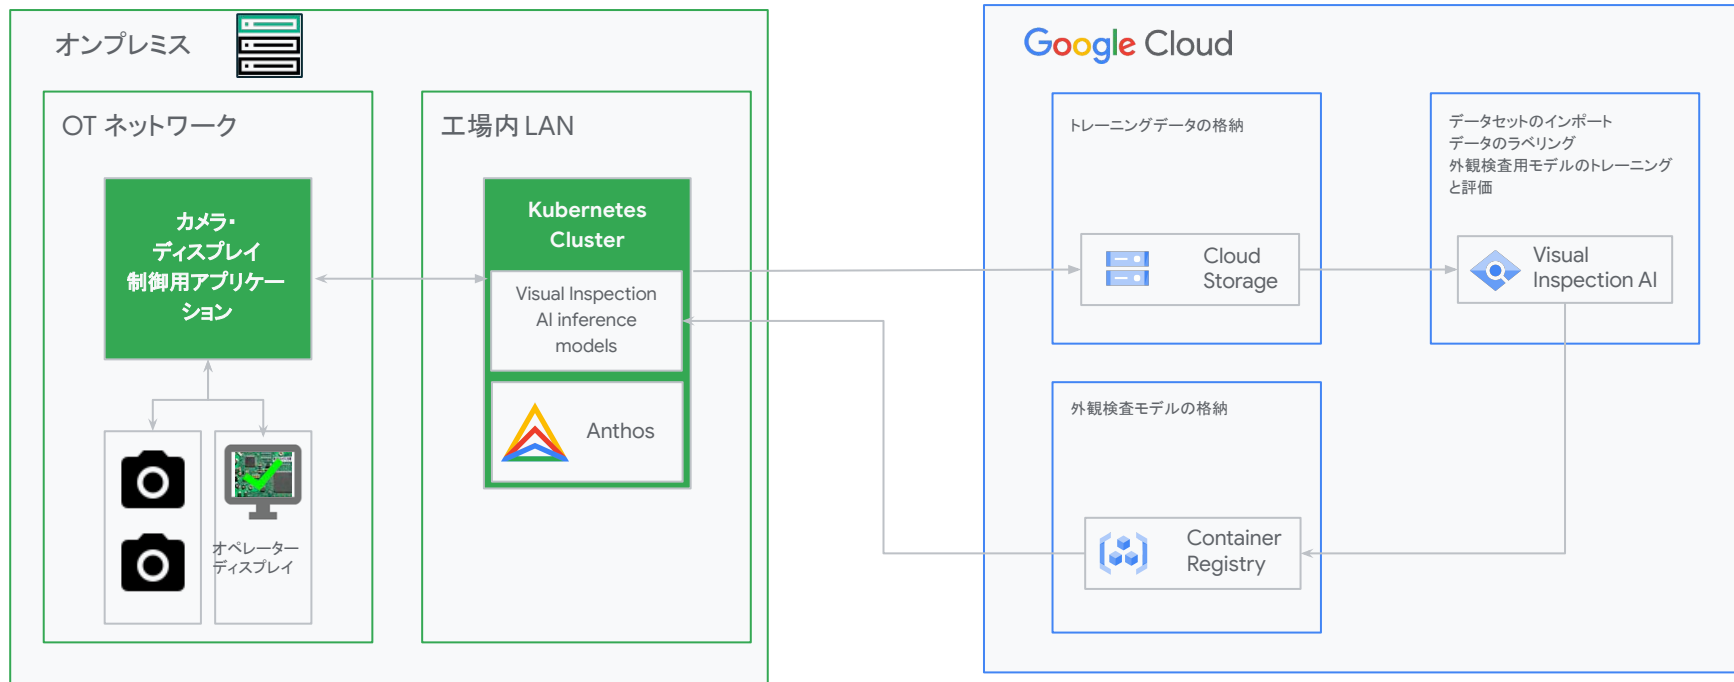 オンプレミス
OT ネットワーク
カメラ・
ディスプレイ
制御用アプリケー
ション
オペレーター
ディスプレイ
工場内 LAN
Kubernetes
Cluster
Visual Inspection
AI inference
models
Anthos
Google Cloud
トレーニングデータの格納
Cloud
Storage
データセットのインポート
データのラベリング
外観検査用モデルのトレーニング
と評価
Visual
Inspection AI
外観検査モデルの格納
Container
Registry